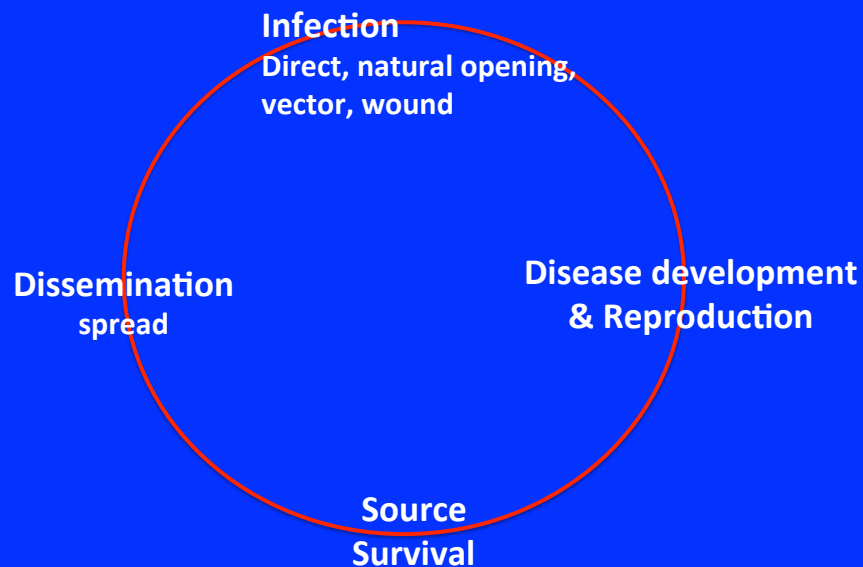 Infection
Direct, natural opening,
vector, wound
Dissemination
spread
Disease development
& Reproduction
Source
Survival